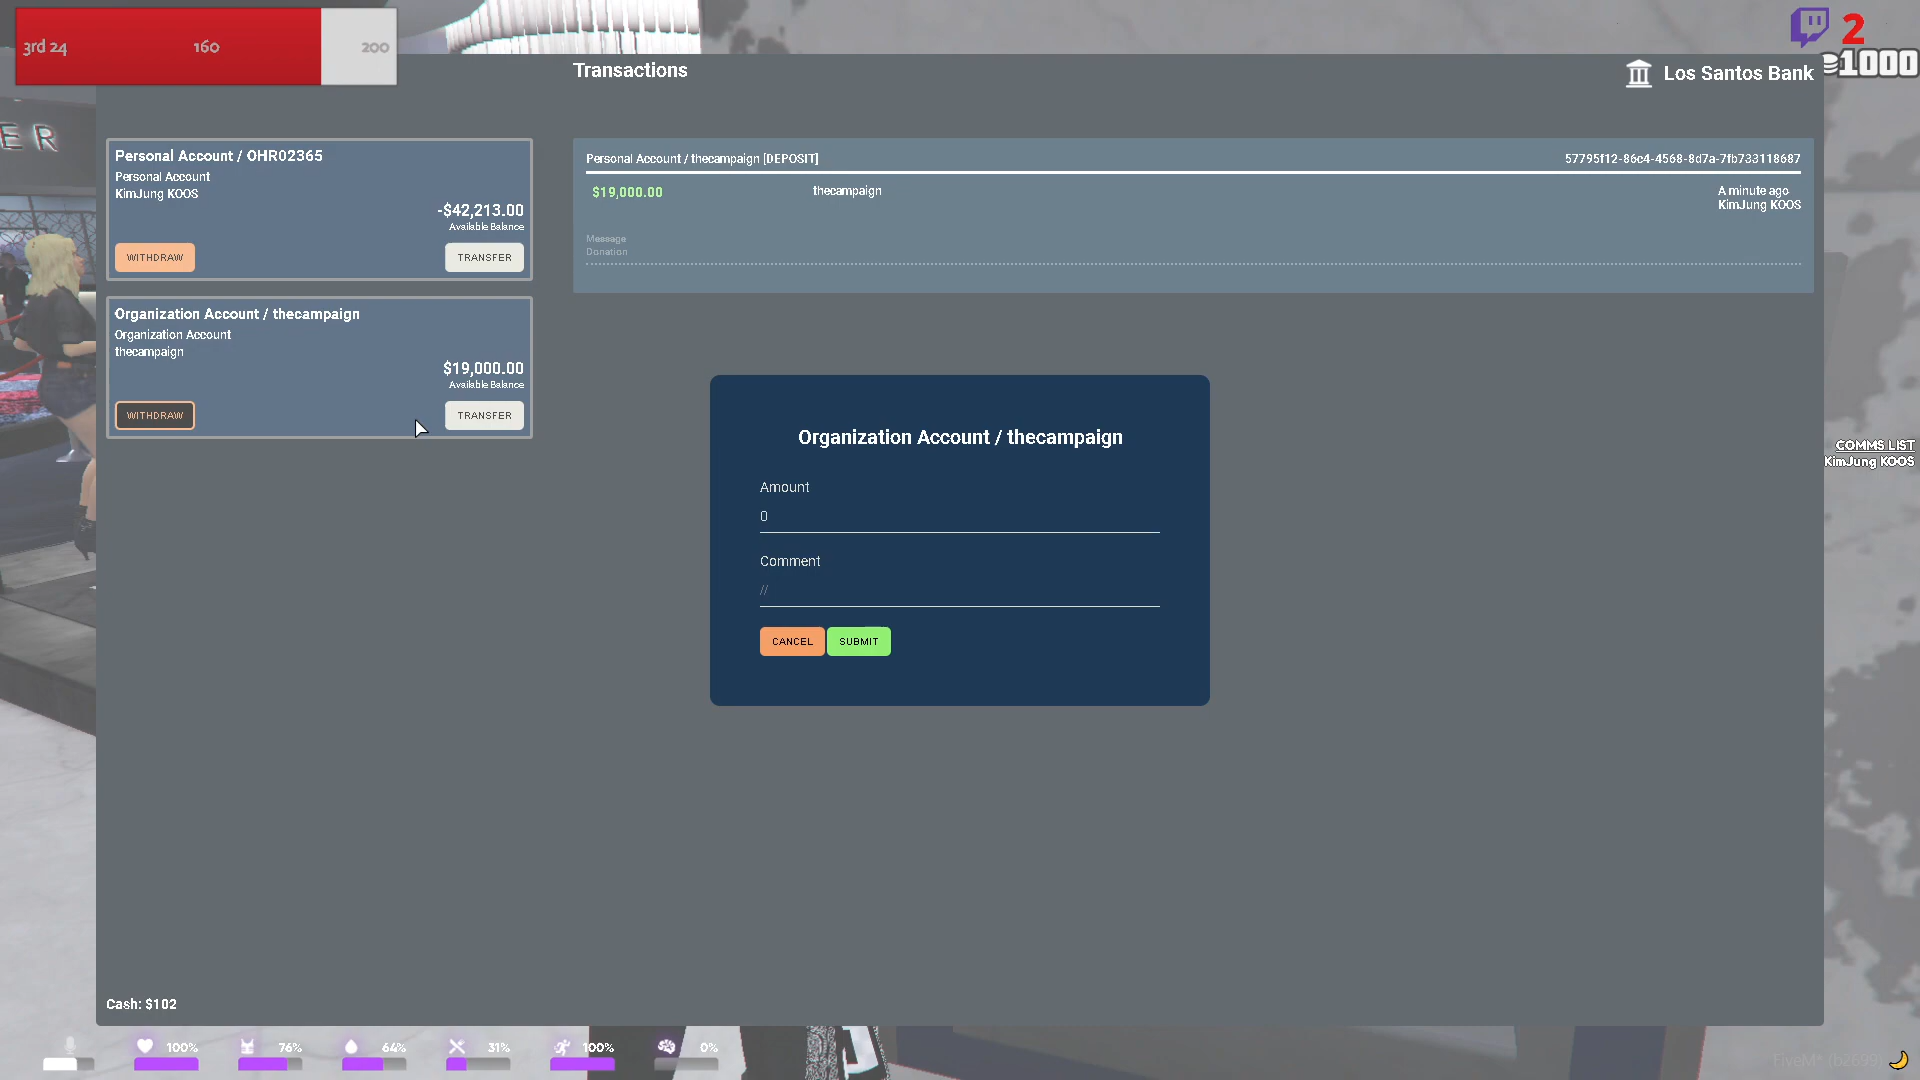 3rd 24 160 200
2
1000
ER
Transactions
Los Santos Bank
Personal Account / OHR02365
Personal Account
KimJung KOOS
-$42,213.00
Available Balance
WITHDRAW TRANSFER
Organization Account / thecampaign
Organization Account
thecampaign
$19,000.00
Available Balance
WITHDRAW TRANSFER
Personal Account / thecampaign [DEPOSIT] 57795f12-86c4-4568-8d7a-7fb733118687
$19,000.00 thecampaign A minute ago
KimJung KOOS
Message
Donation
Organization Account / thecampaign
Amount
0
Comment
//
CANCEL SUBMIT
COMMS LIST
KimJung KOOS
Cash: $102
100% 76% 64% 31% 100% 0%
FiveM* (b2699)